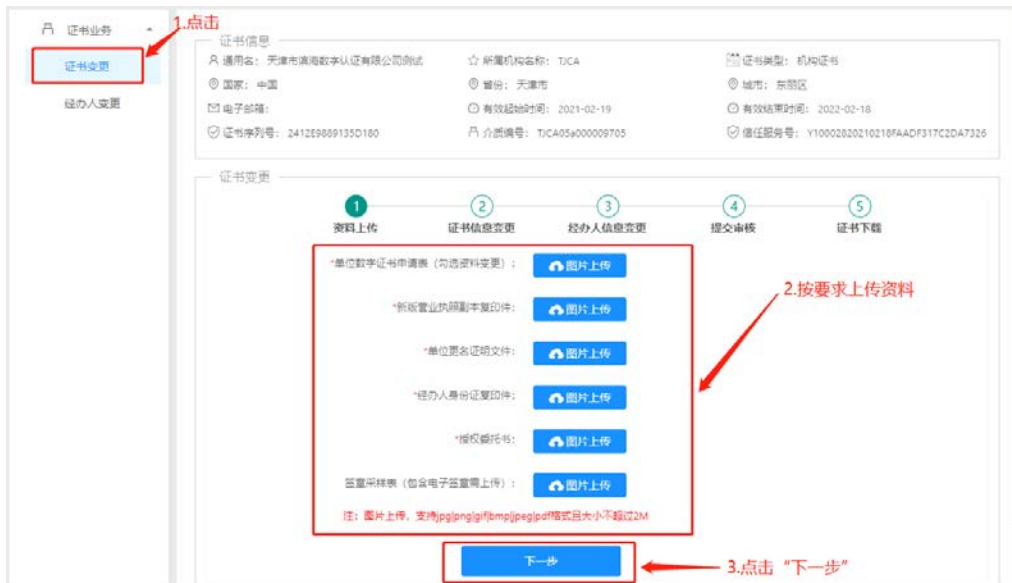 证书业务
1.点击
证书变更
经办人变更
证书信息
通用名: 天津市滨海数字认证有限公司测试
所属机构名称: TJCA
证书类型: 机构证书
国家: 中国
省份: 天津市
城市: 东丽区
电子邮箱:
有效起始时间: 2021-02-19
有效结束时间: 2022-02-18
证书序列号: 2412E9889135D180
介质编号: TJCA05a000009705
信任服务号: Y10002820210218FAADF317C2DA7326
证书变更
1
2
3
4
5
资料上传
证书信息变更
经办人信息变更
提交审核
证书下载
*单位数字证书申请表（勾选资料变更）: 图片上传
2.按要求上传资料
*新版营业执照副本复印件: 图片上传
*单位更名证明文件: 图片上传
*经办人身份证复印件: 图片上传
*授权委托书: 图片上传
签章采样表（包含电子签章需上传）: 图片上传
注: 图片上传，支持jpg|png|gif|bmp|jpeg|pdf格式且大小不超过2M
下一步
3.点击“下一步”